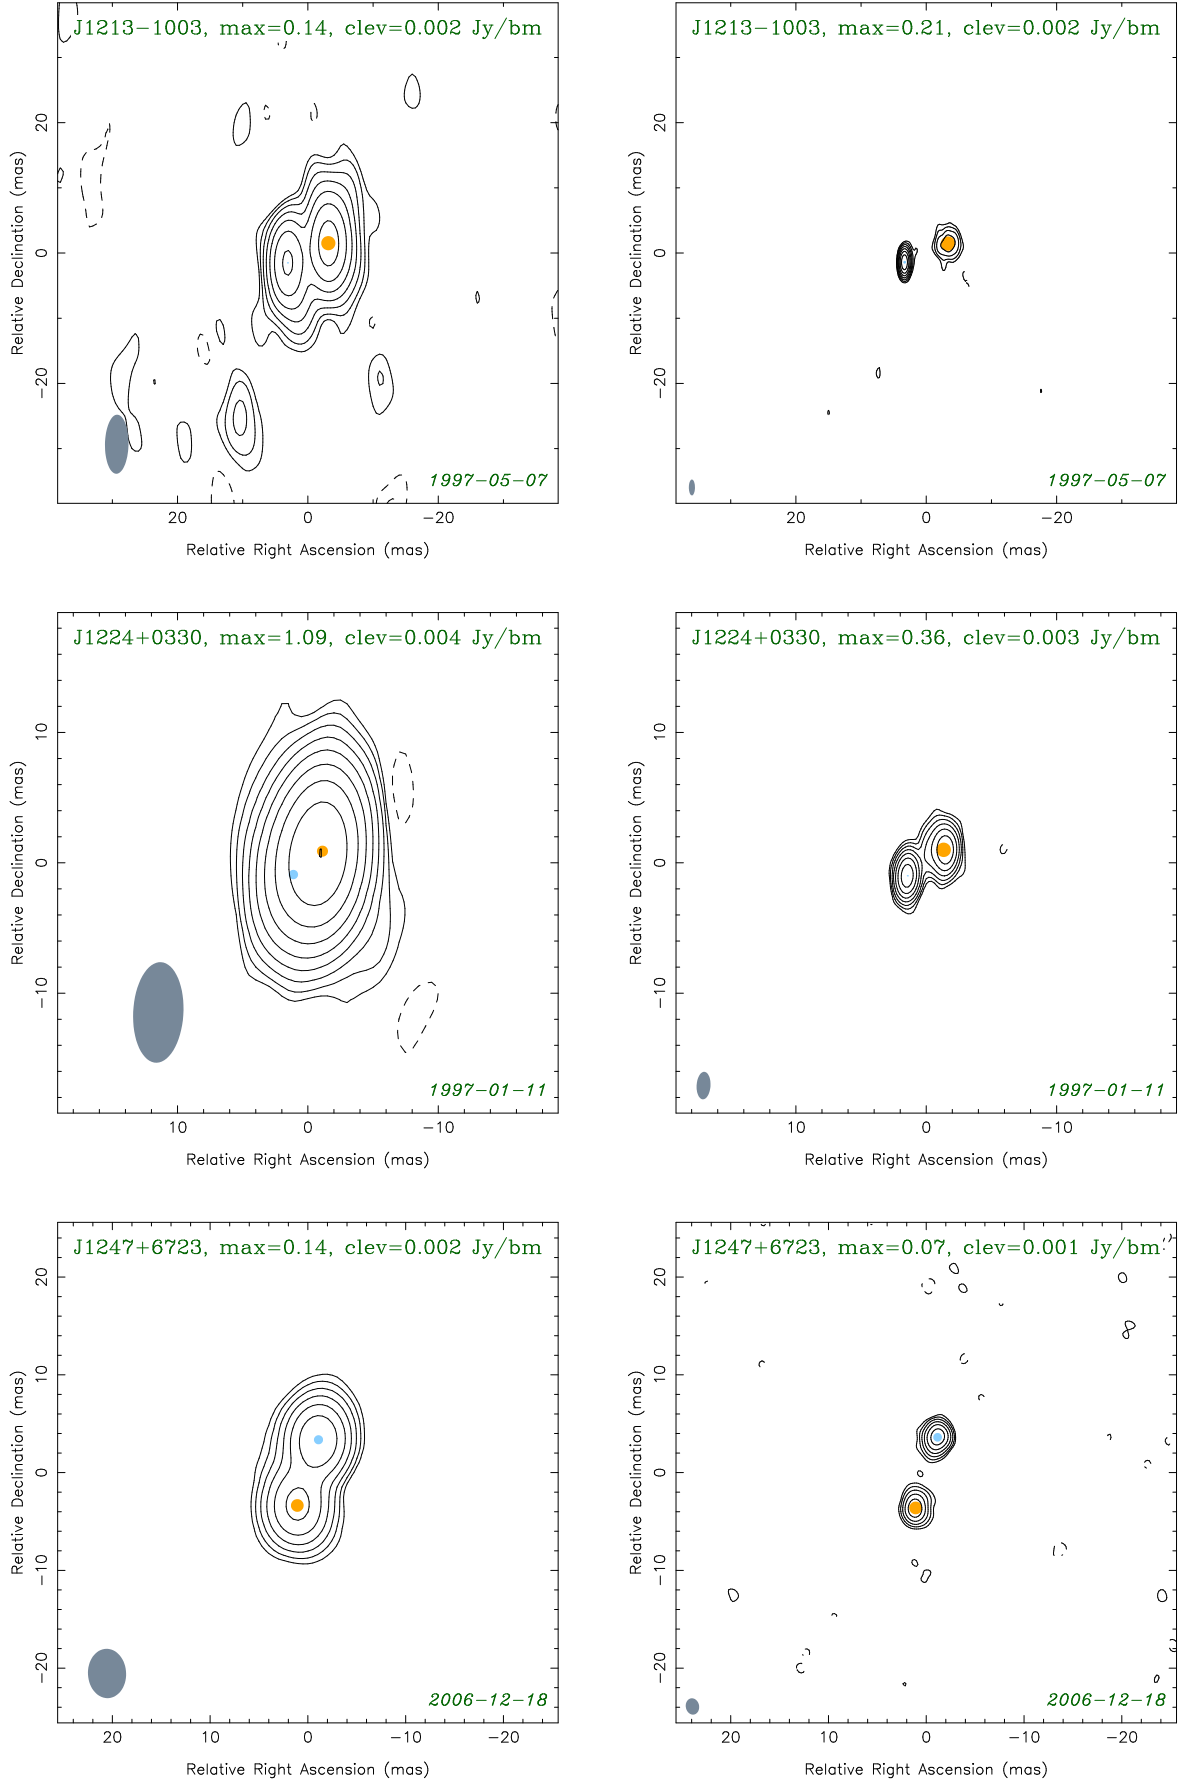 J1213−1003, max=0.14, clev=0.002 Jy/bm
Relative Declination (mas)
20
0
−20
1997−05−07
20 0 −20
Relative Right Ascension (mas)
J1213−1003, max=0.21, clev=0.002 Jy/bm
Relative Declination (mas)
20
0
−20
1997−05−07
20 0 −20
Relative Right Ascension (mas)
J1224+0330, max=1.09, clev=0.004 Jy/bm
Relative Declination (mas)
10
0
−10
1997−01−11
10 0 −10
Relative Right Ascension (mas)
J1224+0330, max=0.36, clev=0.003 Jy/bm
Relative Declination (mas)
10
0
−10
1997−01−11
10 0 −10
Relative Right Ascension (mas)
J1247+6723, max=0.14, clev=0.002 Jy/bm
Relative Declination (mas)
20
10
0
−10
−20
2006−12−18
20 10 0 −10 −20
Relative Right Ascension (mas)
J1247+6723, max=0.07, clev=0.001 Jy/bm
Relative Declination (mas)
20
10
0
−10
−20
2006−12−18
20 10 0 −10 −20
Relative Right Ascension (mas)